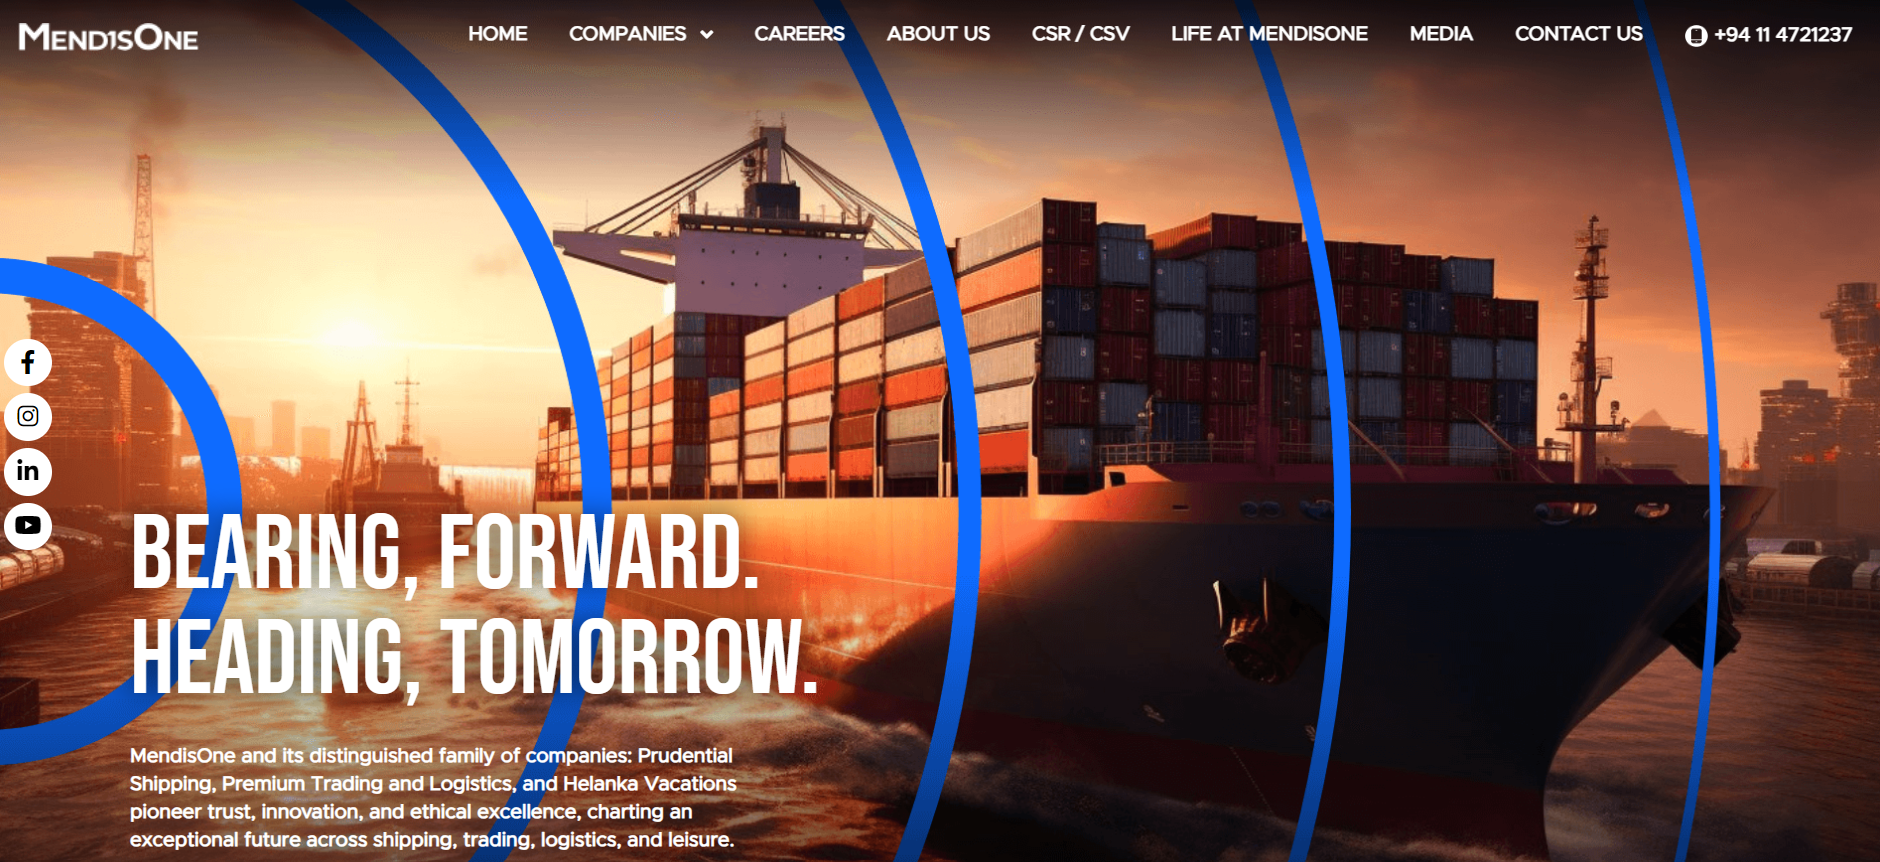 MENDISONE
HOME COMPANIES CAREERS ABOUT US CSR / CSV LIFE AT MENDISONE MEDIA CONTACT US +94 11 4721237
BEARING, FORWARD.
HEADING, TOMORROW.
MendisOne and its distinguished family of companies: Prudential
Shipping, Premium Trading and Logistics, and Helanka Vacations
pioneer trust, innovation, and ethical excellence, charting an
exceptional future across shipping, trading, logistics, and leisure.